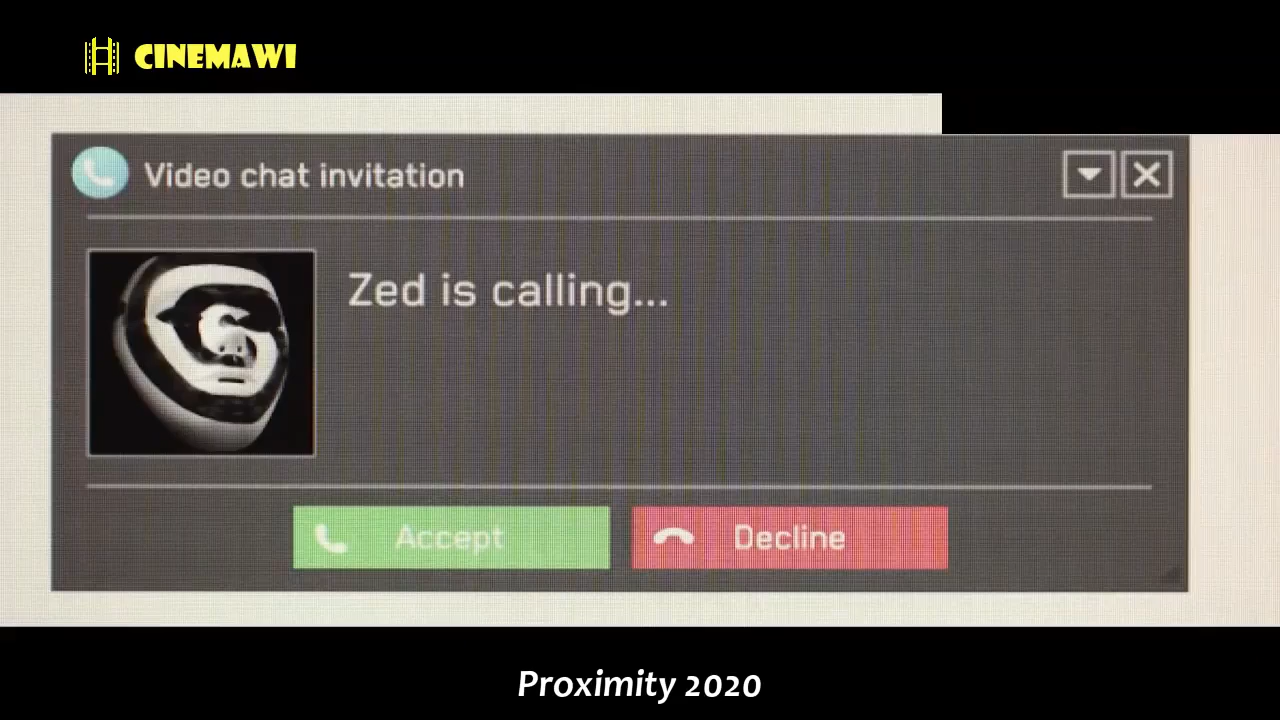 CINEMAWI
Video chat invitation
Zed is calling...
Accept
Decline
Proximity 2020